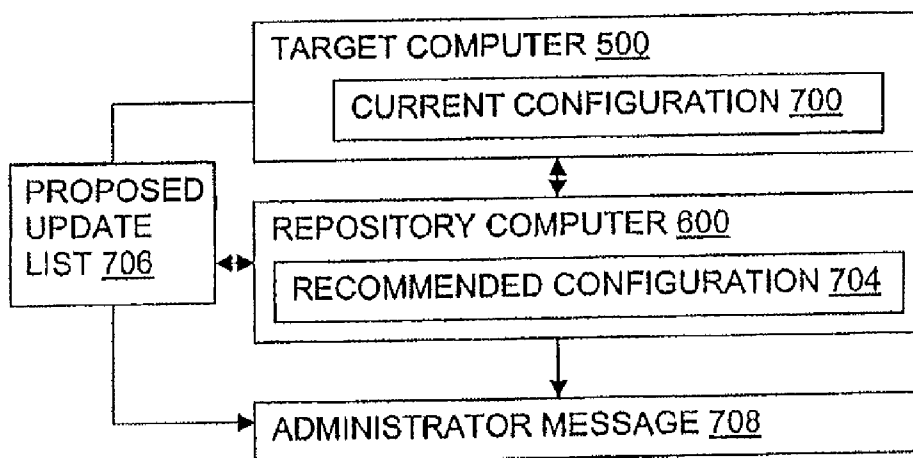 TARGET COMPUTER 500
CURRENT CONFIGURATION 700
PROPOSED
UPDATE
LIST 706
REPOSITORY COMPUTER 600
RECOMMENDED CONFIGURATION 704
ADMINISTRATOR MESSAGE 708